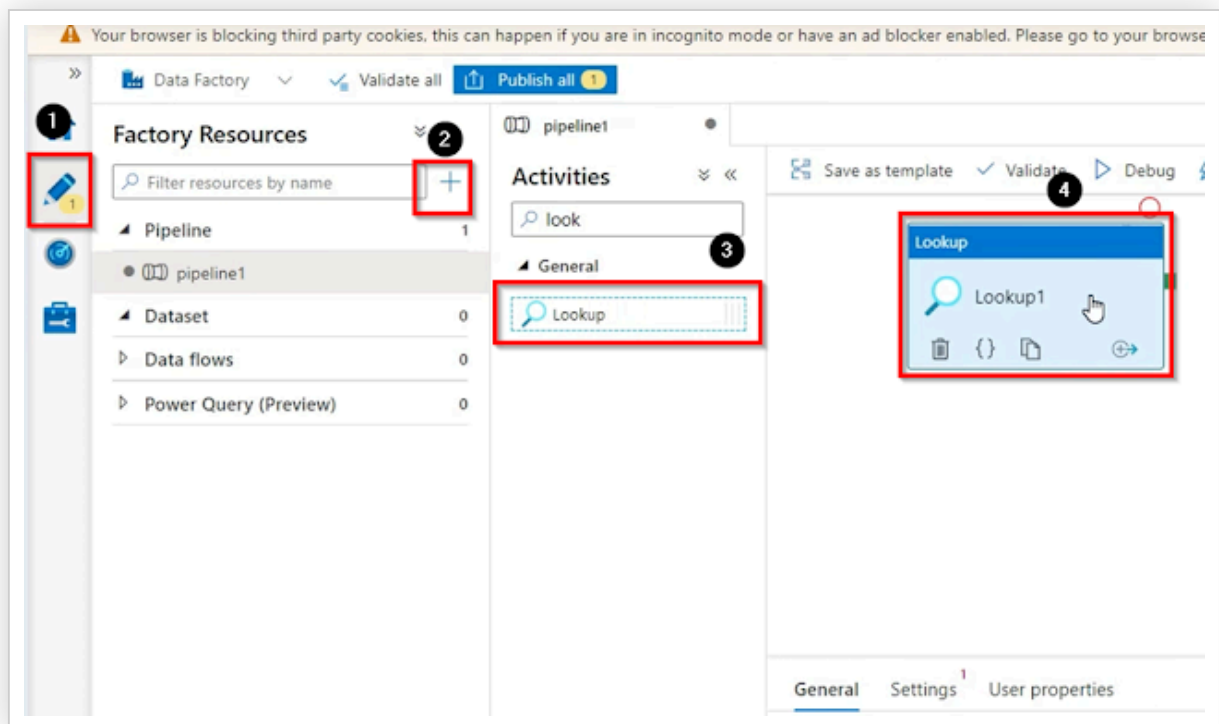 Your browser is blocking third party cookies, this can happen if you are in incognito mode or have an ad blocker enabled. Please go to your browse
»
Data Factory
Validate all
Publish all 1
1
1
Factory Resources
2
Filter resources by name
+
Pipeline 1
pipeline1
Dataset 0
Data flows 0
Power Query (Preview) 0
pipeline1
Activities
look
3
General
Lookup
Save as template
Validate
Debug
4
Lookup
Lookup1
{}
General
Settings 1
User properties